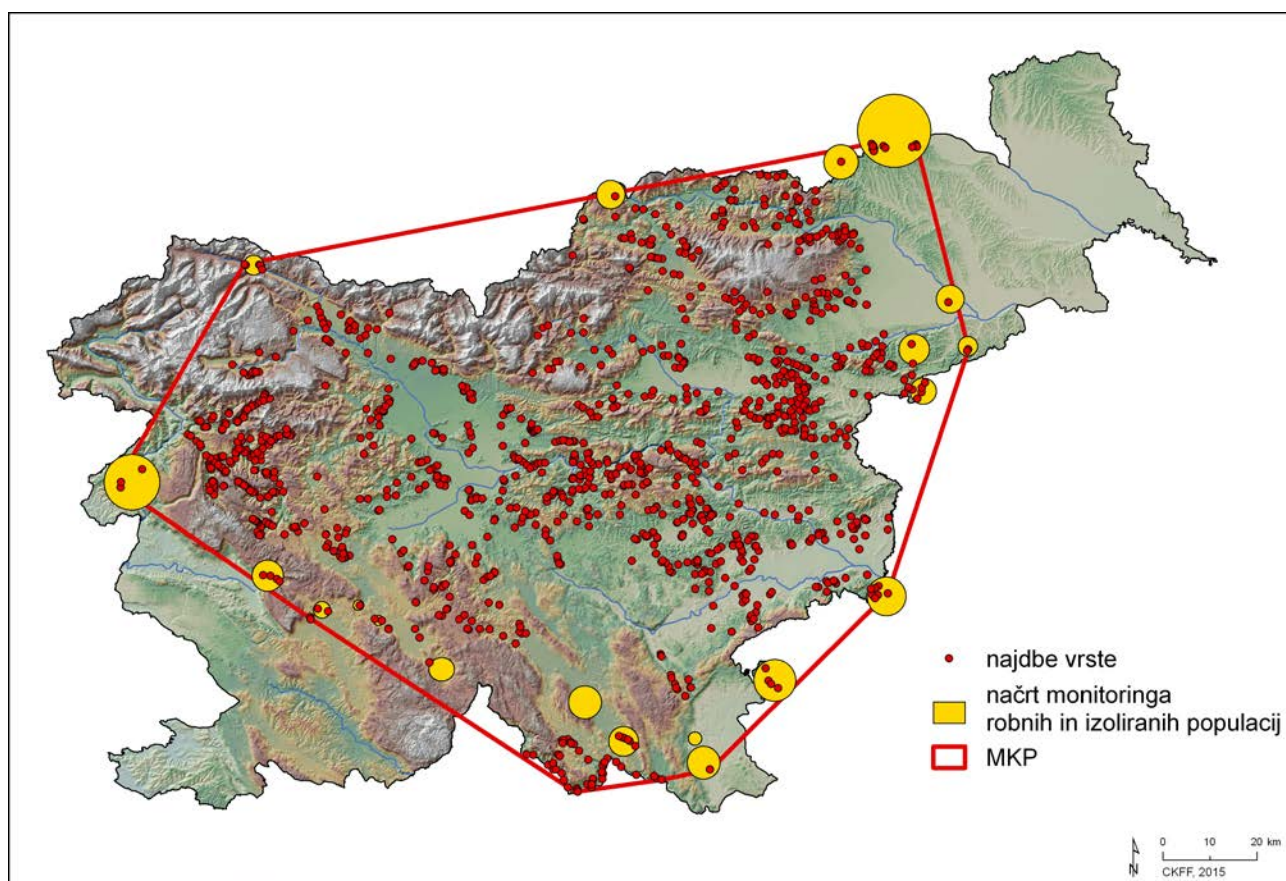 najdbe vrste
načrt monitoringa
robnih in izoliranih populacij
MKP
N
0 10 20 km
CKFF, 2015